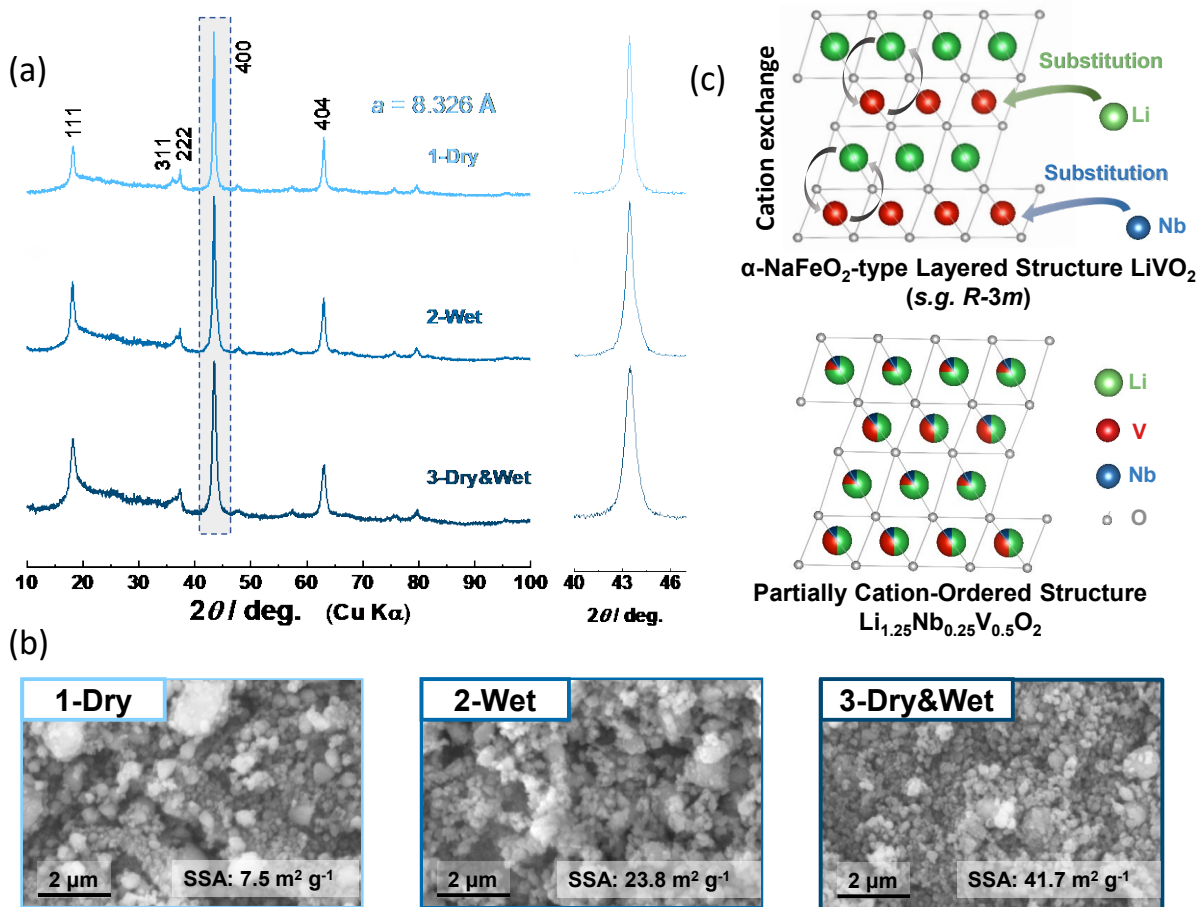 (a)
111
311
222
400
404
a = 8.326 Å
1-Dry
2-Wet
3-Dry&Wet
10 20 30 40 50 60 70 80 90 100
2θ / deg. (Cu Kα)
40 43 46
2θ / deg.
(c)
Cation exchange
Substitution
Li
Substitution
Nb
α-NaFeO₂-type Layered Structure LiVO₂
(s.g. R-3m)
Li
V
Nb
O
Partially Cation-Ordered Structure
Li₁.₂₅Nb₀.₂₅V₀.₅O₂
(b)
1-Dry
2 μm
SSA: 7.5 m² g⁻¹
2-Wet
2 μm
SSA: 23.8 m² g⁻¹
3-Dry&Wet
2 μm
SSA: 41.7 m² g⁻¹